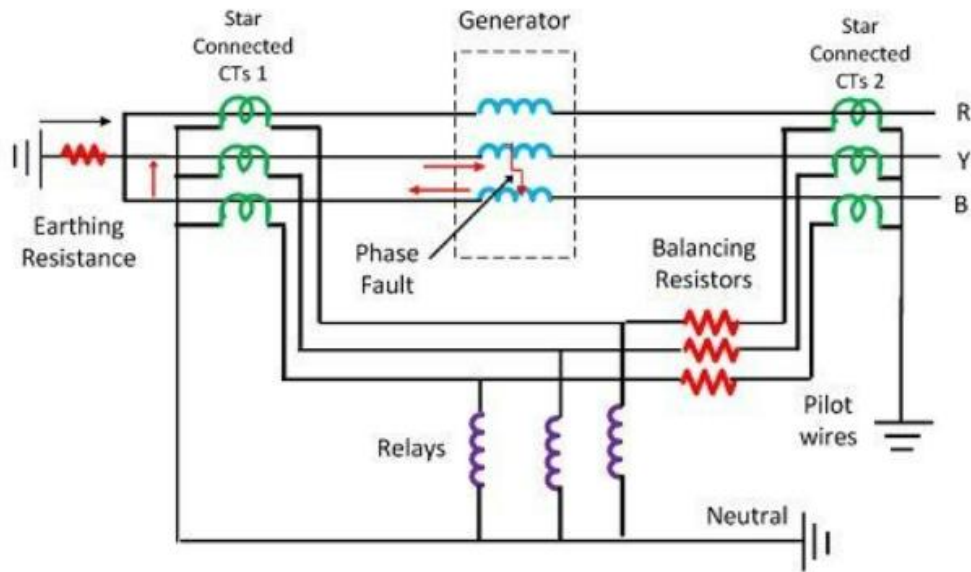 Star
Connected
CTs 1
Generator
Star
Connected
CTs 2
R
Y
B
Earthing
Resistance
Phase
Fault
Balancing
Resistors
Relays
Pilot
wires
Neutral